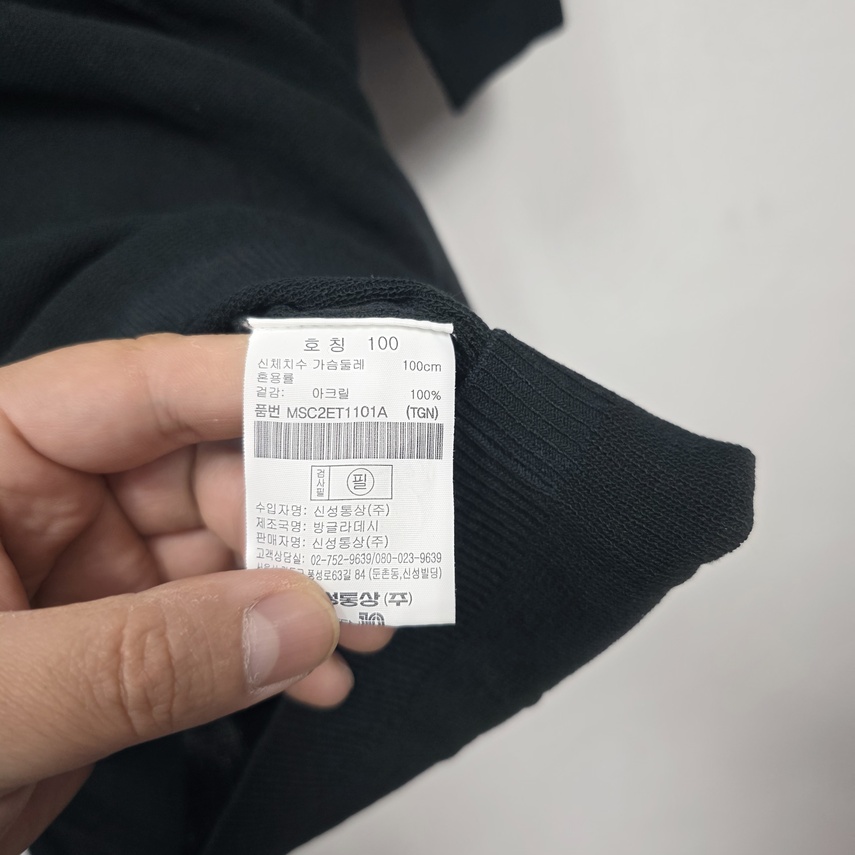 호칭 100
신체치수 가슴둘레 100cm
혼용률
겉감: 아크릴 100%
품번 MSC2ET1101A (TGN)
검사필 필
수입자명: 신성통상(주)
제조국명: 방글라데시
판매자명: 신성통상(주)
고객상담실: 02-752-9639/080-023-9639
풍성로63길 84 (둔촌동,신성빌딩)
성통상(주)